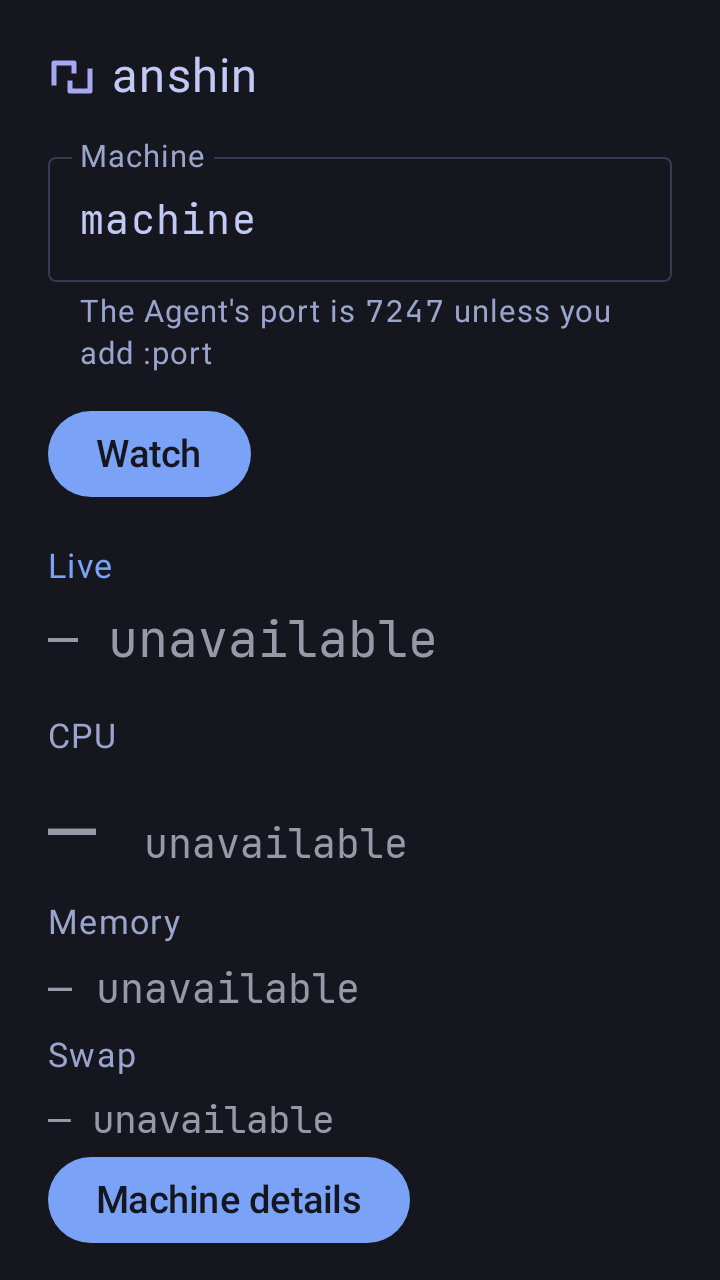 anshin
Machine
machine
The Agent's port is 7247 unless you
add :port
Watch
Live
— unavailable
CPU
— unavailable
Memory
— unavailable
Swap
— unavailable
Machine details